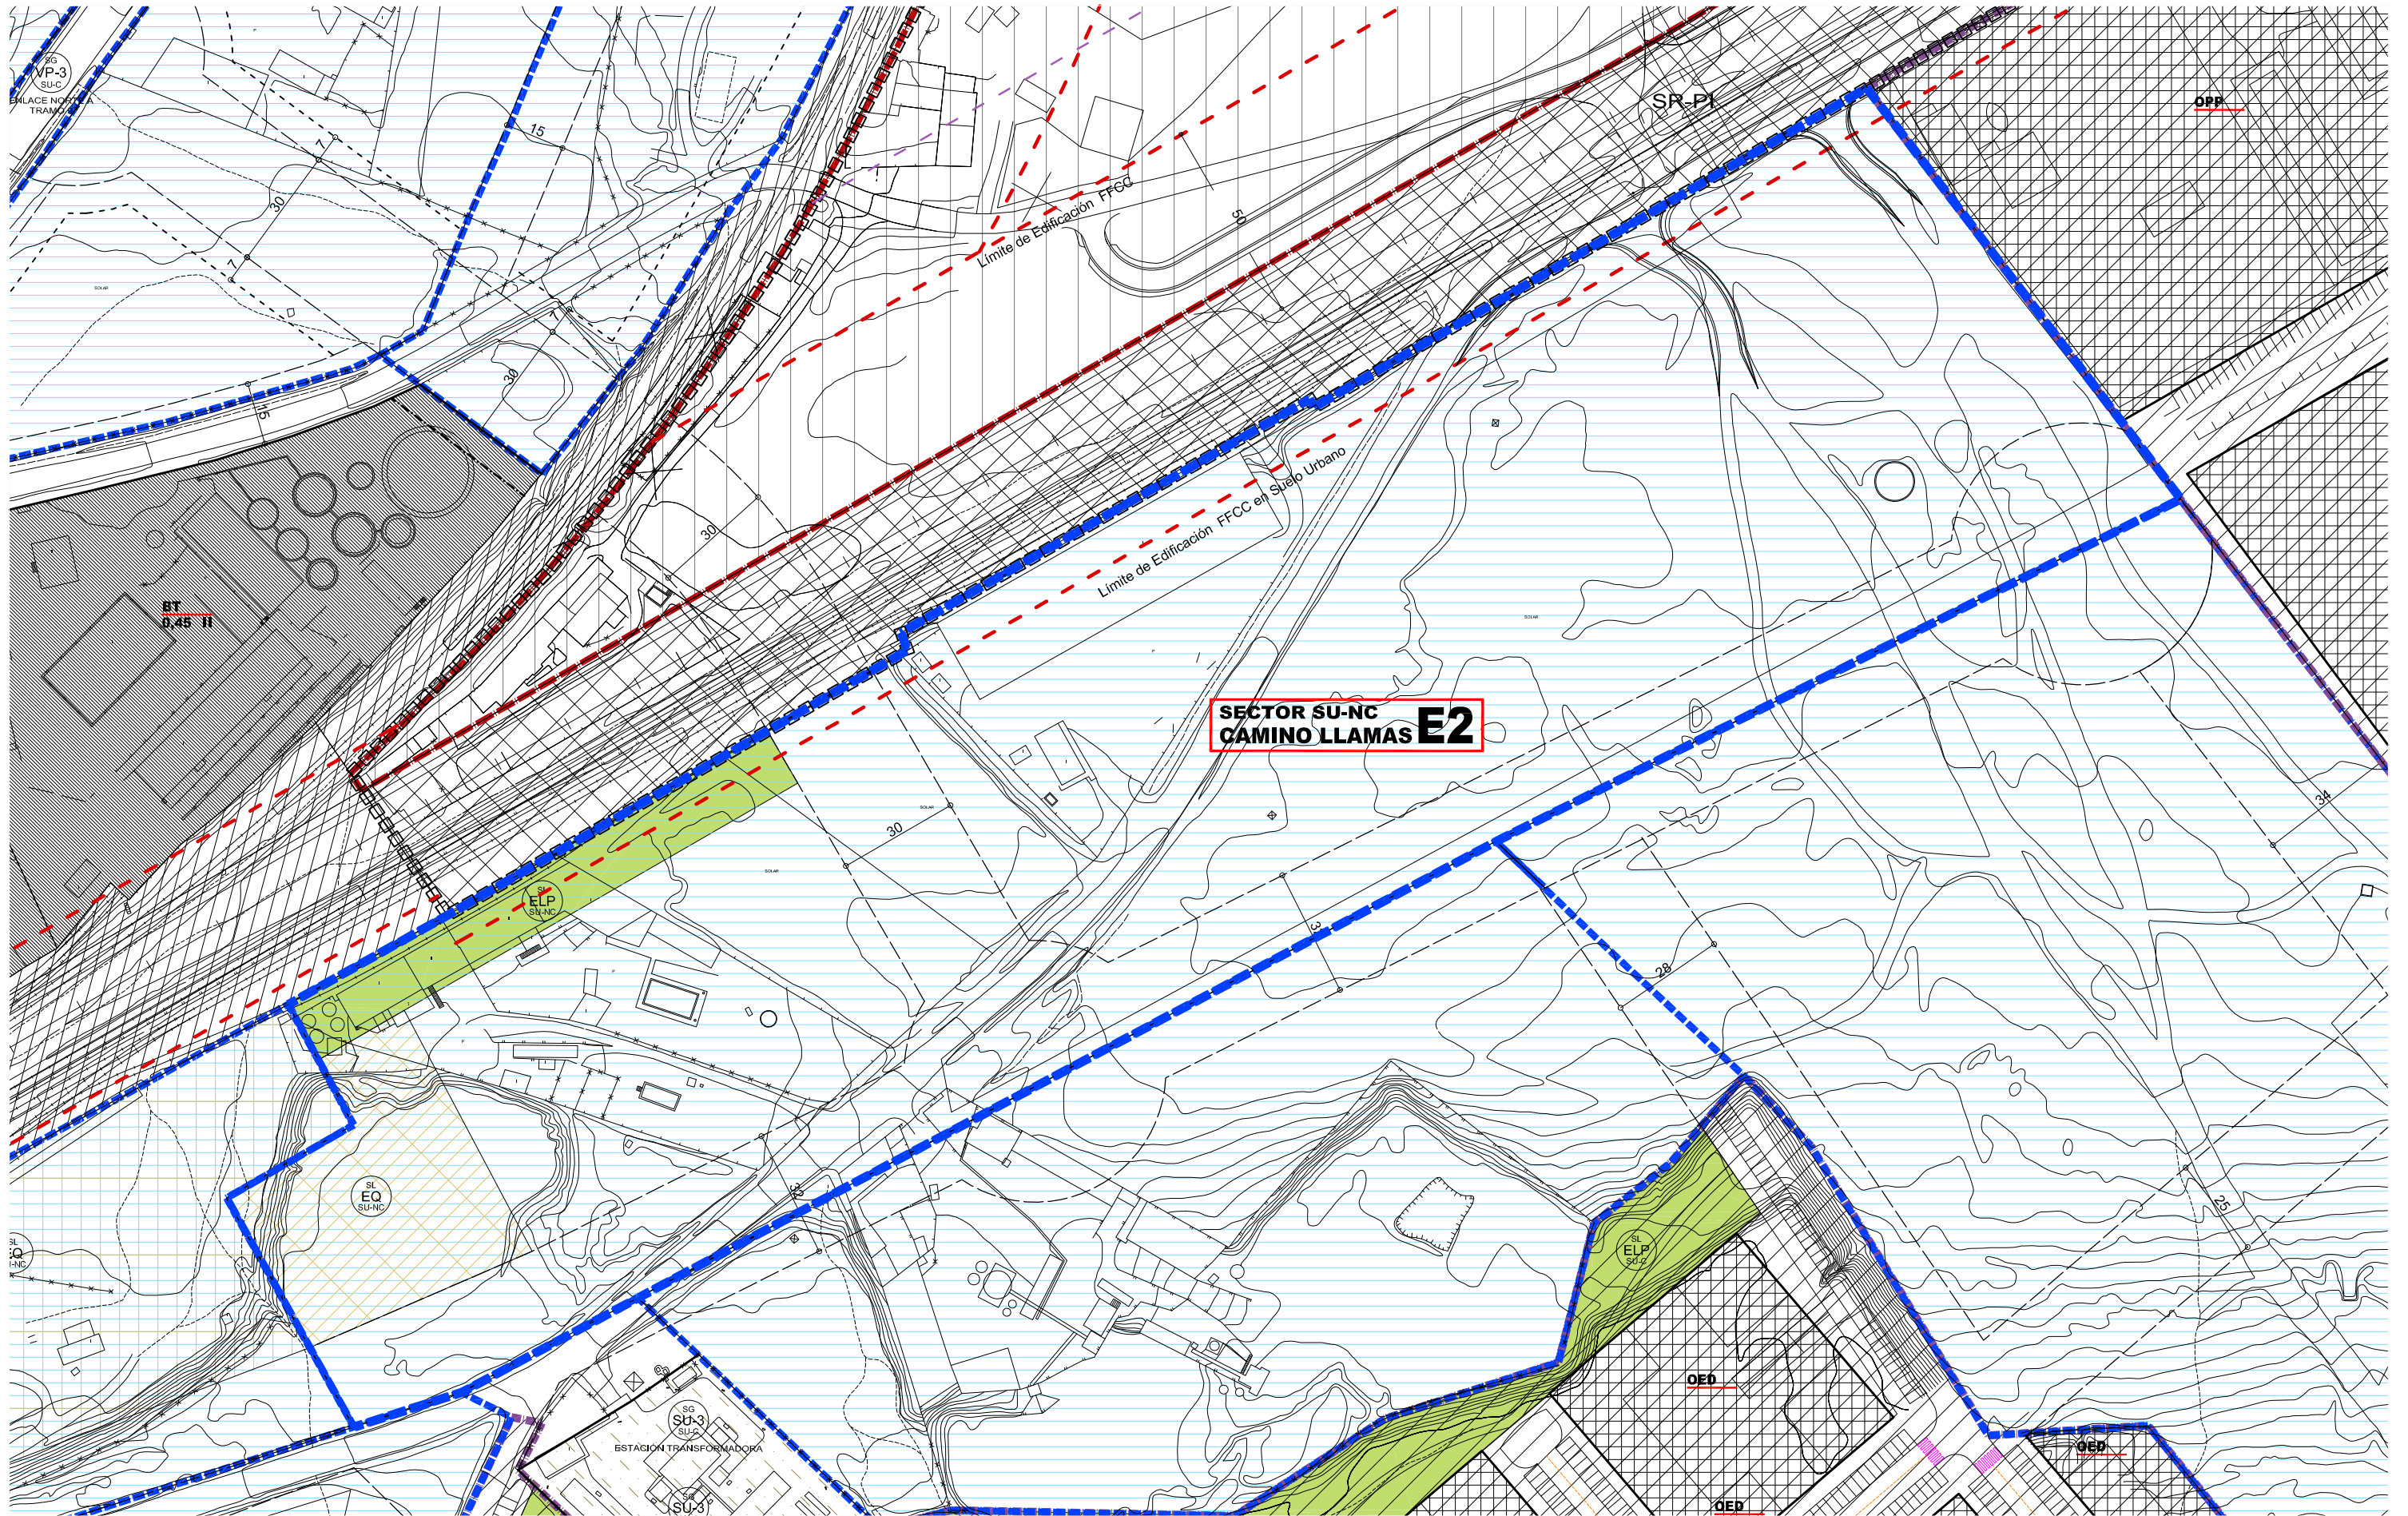 SG
VP-3
SU-C
ENLACE NORTE A
TRAMO
15
7
30
7
SOLAR
7
30
15
SR-PI
OPP
50
Límite de Edificación FFCC
30
Límite de Edificación FFCC en Suelo Urbano
BT
0,45 II
SOLAR
SECTOR SU-NC
CAMINO LLAMAS E2
SOLAR
30
SOLAR
34
SL
ELP
SU-NC
28
SL
EQ
SU-NC
32
25
SL
EQ
U-NC
SL
ELP
SU-C
OED
SG
SU-3
SU-C
ESTACIÓN TRANSFORMADORA
OED
SG
SU-3
OED